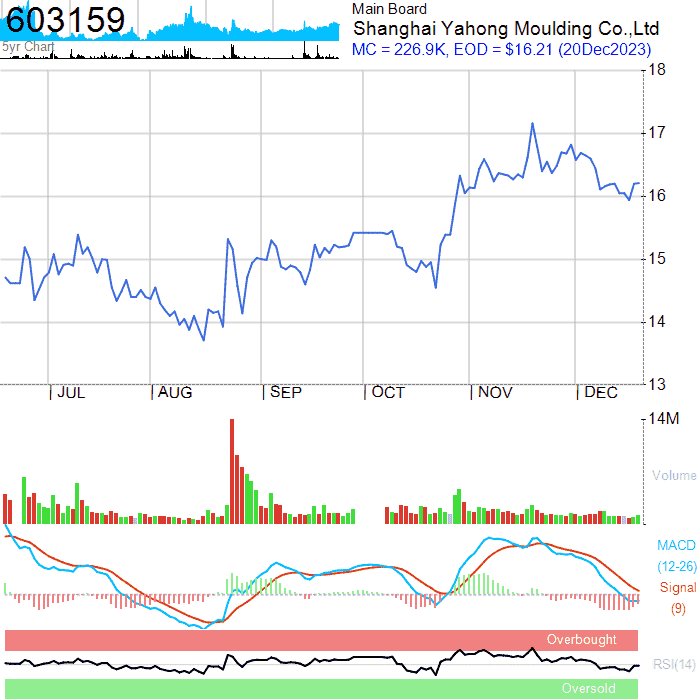 603159
5yr Chart
Main Board
Shanghai Yahong Moulding Co.,Ltd
MC = 226.9K, EOD = $16.21 (20Dec2023)
18
17
16
15
14
13
JUL
AUG
SEP
OCT
NOV
DEC
14M
Volume
MACD
(12-26)
Signal
(9)
Overbought
RSI(14)
Oversold